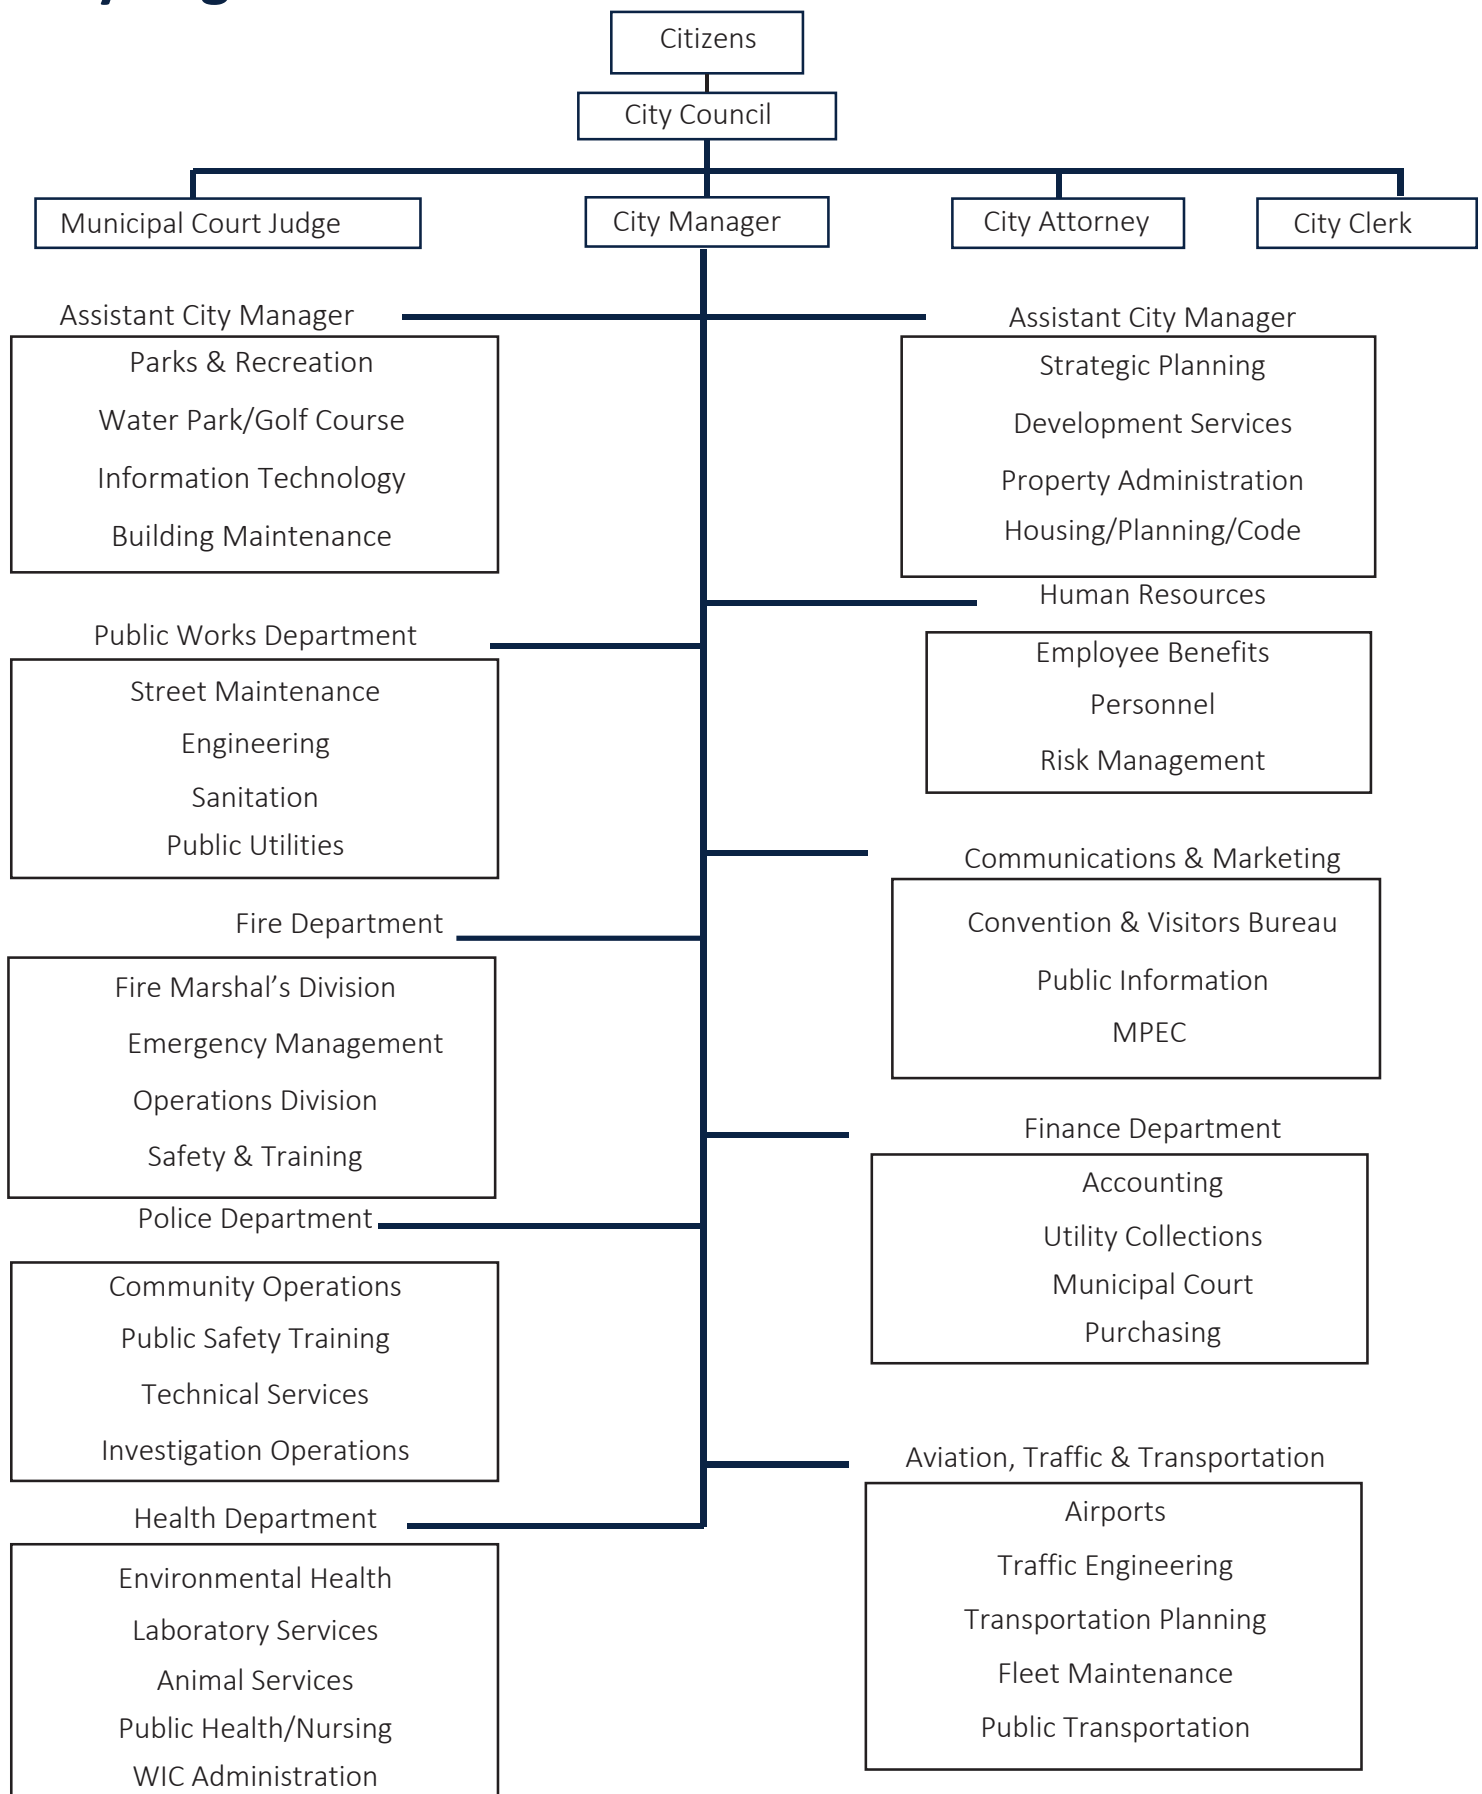 Citizens
City Council
Municipal Court Judge
City Manager
City Attorney
City Clerk
Assistant City Manager
Parks & Recreation
Water Park/Golf Course
Information Technology
Building Maintenance
Public Works Department
Street Maintenance
Engineering
Sanitation
Public Utilities
Fire Department
Fire Marshal’s Division
Emergency Management
Operations Division
Safety & Training
Police Department
Community Operations
Public Safety Training
Technical Services
Investigation Operations
Health Department
Environmental Health
Laboratory Services
Animal Services
Public Health/Nursing
WIC Administration
Assistant City Manager
Strategic Planning
Development Services
Property Administration
Housing/Planning/Code
Human Resources
Employee Benefits
Personnel
Risk Management
Communications & Marketing
Convention & Visitors Bureau
Public Information
MPEC
Finance Department
Accounting
Utility Collections
Municipal Court
Purchasing
Aviation, Traffic & Transportation
Airports
Traffic Engineering
Transportation Planning
Fleet Maintenance
Public Transportation